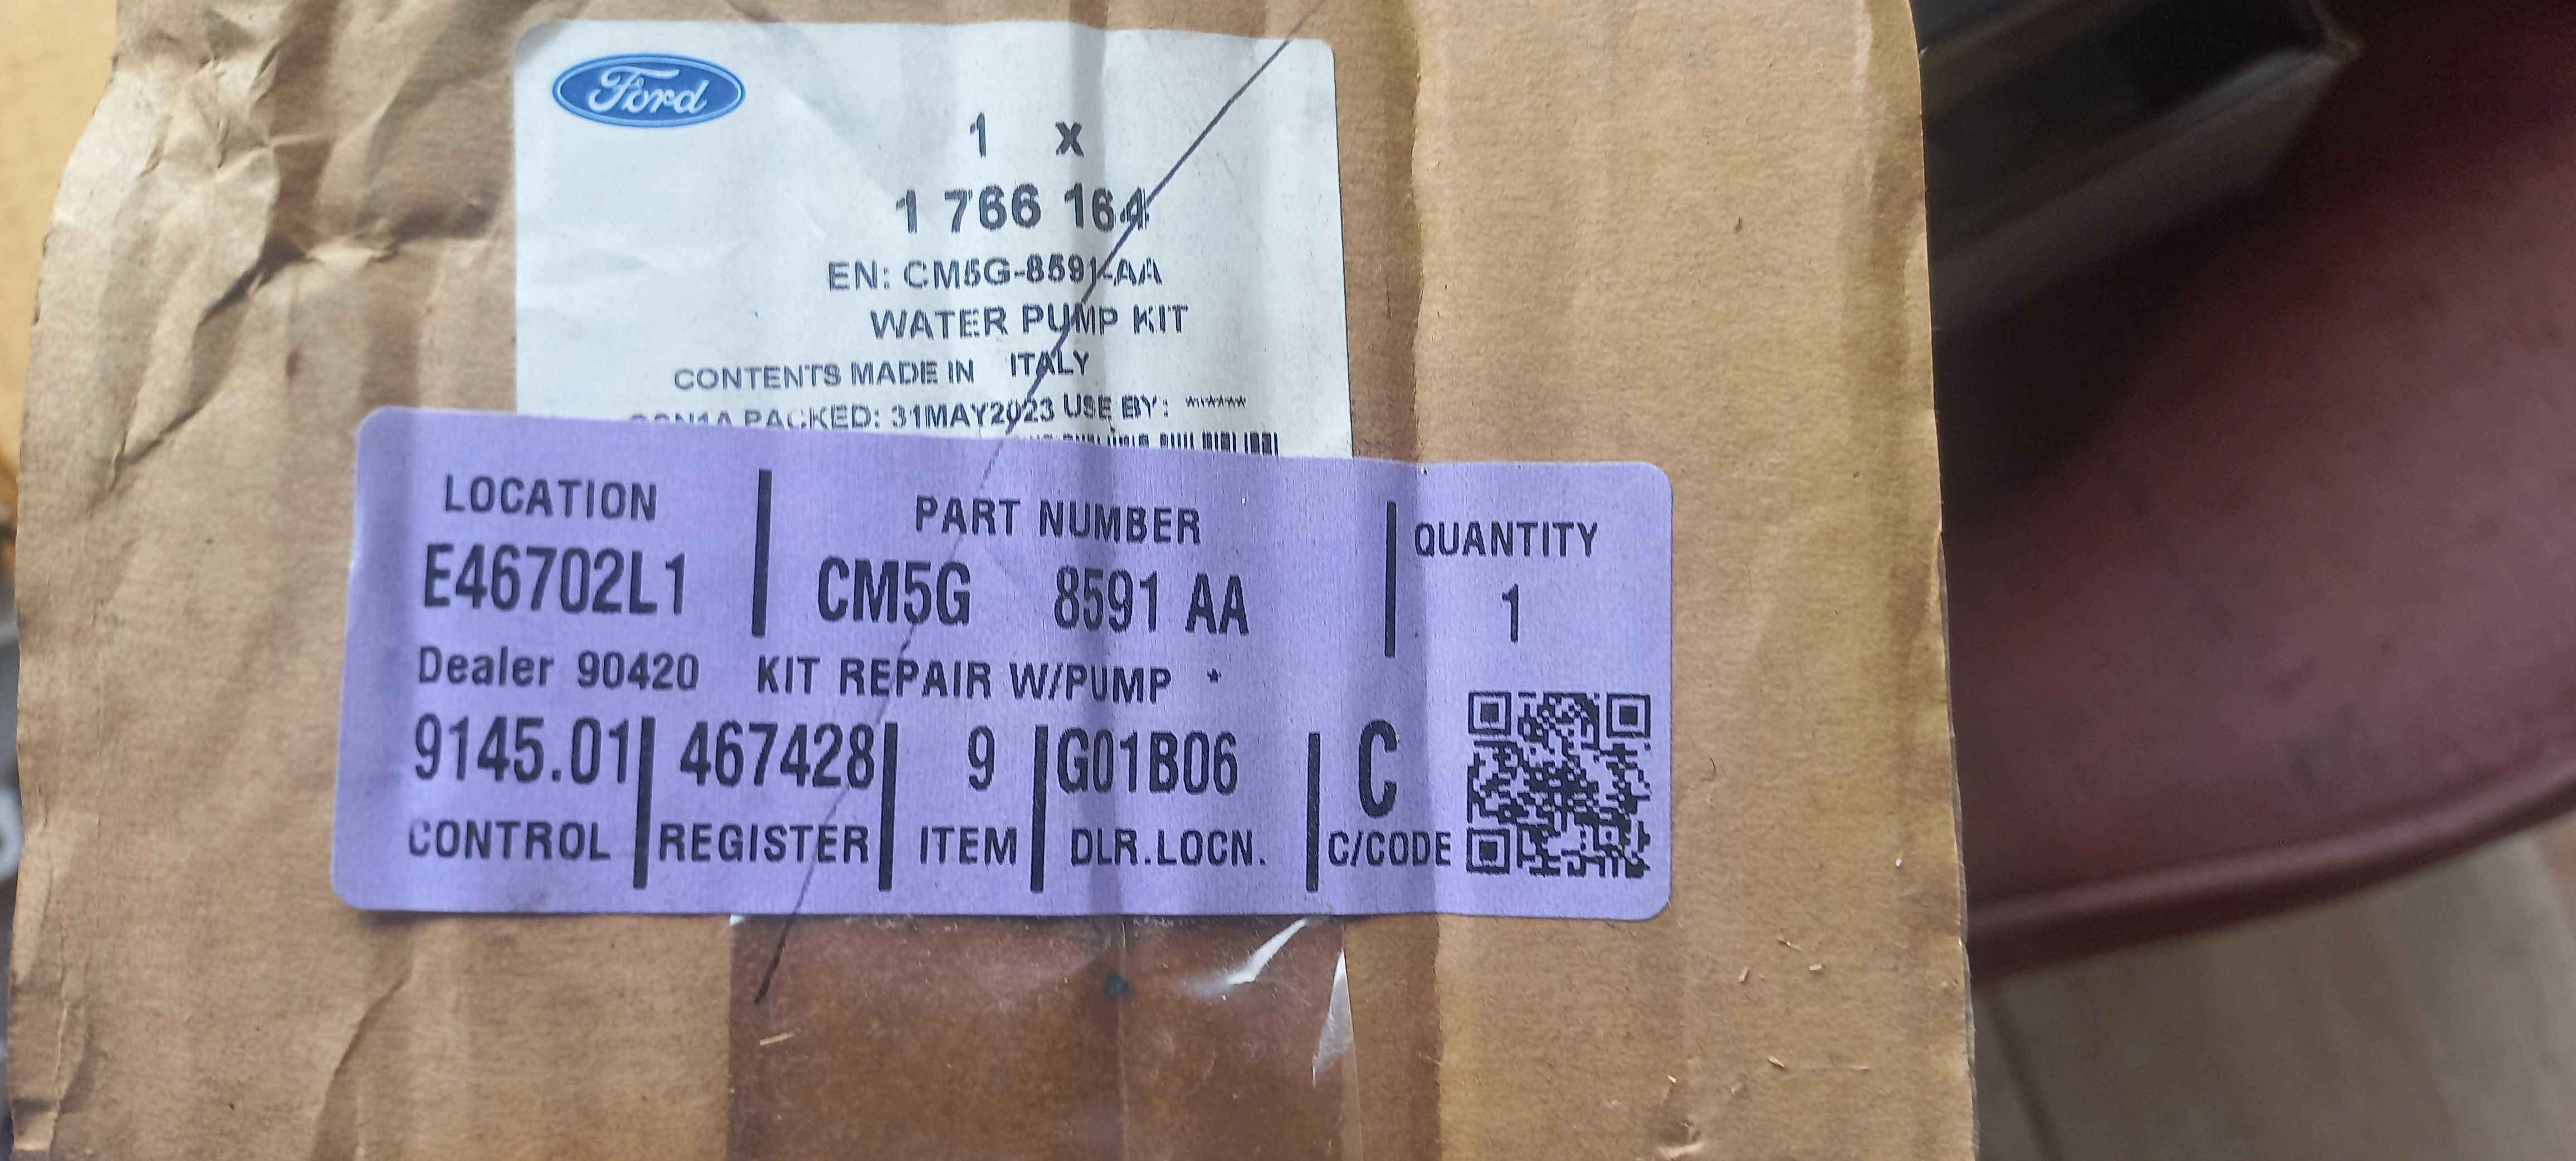 Ford
1 x
1 766 164
EN: CM5G-8591-AA
WATER PUMP KIT
CONTENTS MADE IN ITALY
PACKED: 31MAY2023 USE BY: ******
LOCATION
E46702L1
PART NUMBER
CM5G 8591 AA
QUANTITY
1
Dealer 90420 KIT REPAIR W/PUMP *
9145.01 467428 9 G01B06 C
CONTROL REGISTER ITEM DLR.LOCN. C/CODE